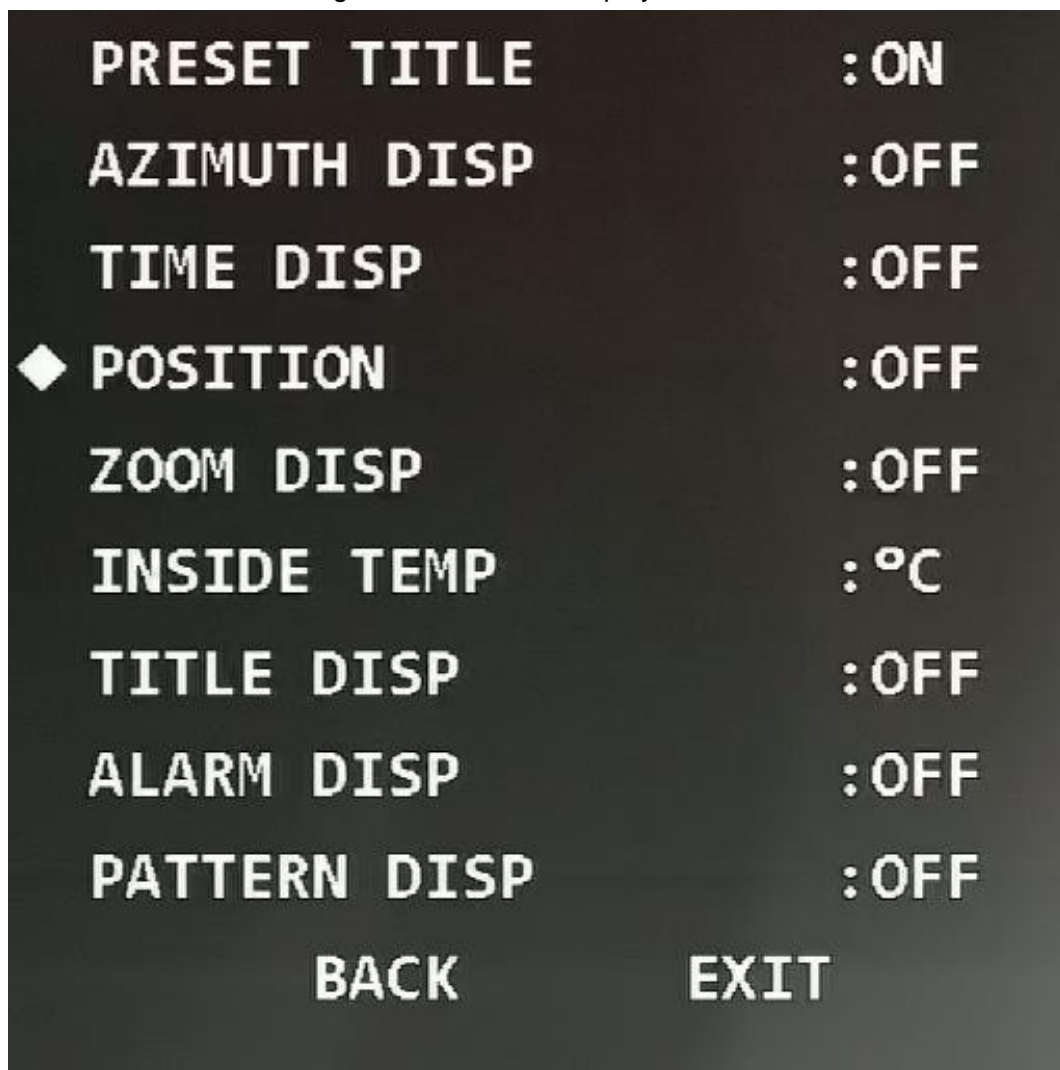 PRESET TITLE :ON
AZIMUTH DISP :OFF
TIME DISP :OFF
POSITION :OFF
ZOOM DISP :OFF
INSIDE TEMP :°C
TITLE DISP :OFF
ALARM DISP :OFF
PATTERN DISP :OFF
BACK EXIT